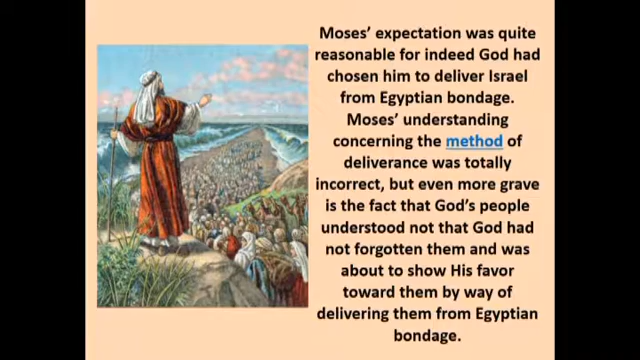 Moses’ expectation was quite
reasonable for indeed God had
chosen him to deliver Israel
from Egyptian bondage.
Moses’ understanding
concerning the method of
deliverance was totally
incorrect, but even more grave
is the fact that God’s people
understood not that God had
not forgotten them and was
about to show His favor
toward them by way of
delivering them from Egyptian
bondage.